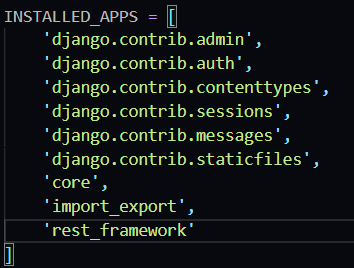 INSTALLED_APPS = [
'django.contrib.admin',
'django.contrib.auth',
'django.contrib.contenttypes',
'django.contrib.sessions',
'django.contrib.messages',
'django.contrib.staticfiles',
'core',
'import_export',
'rest_framework'
]